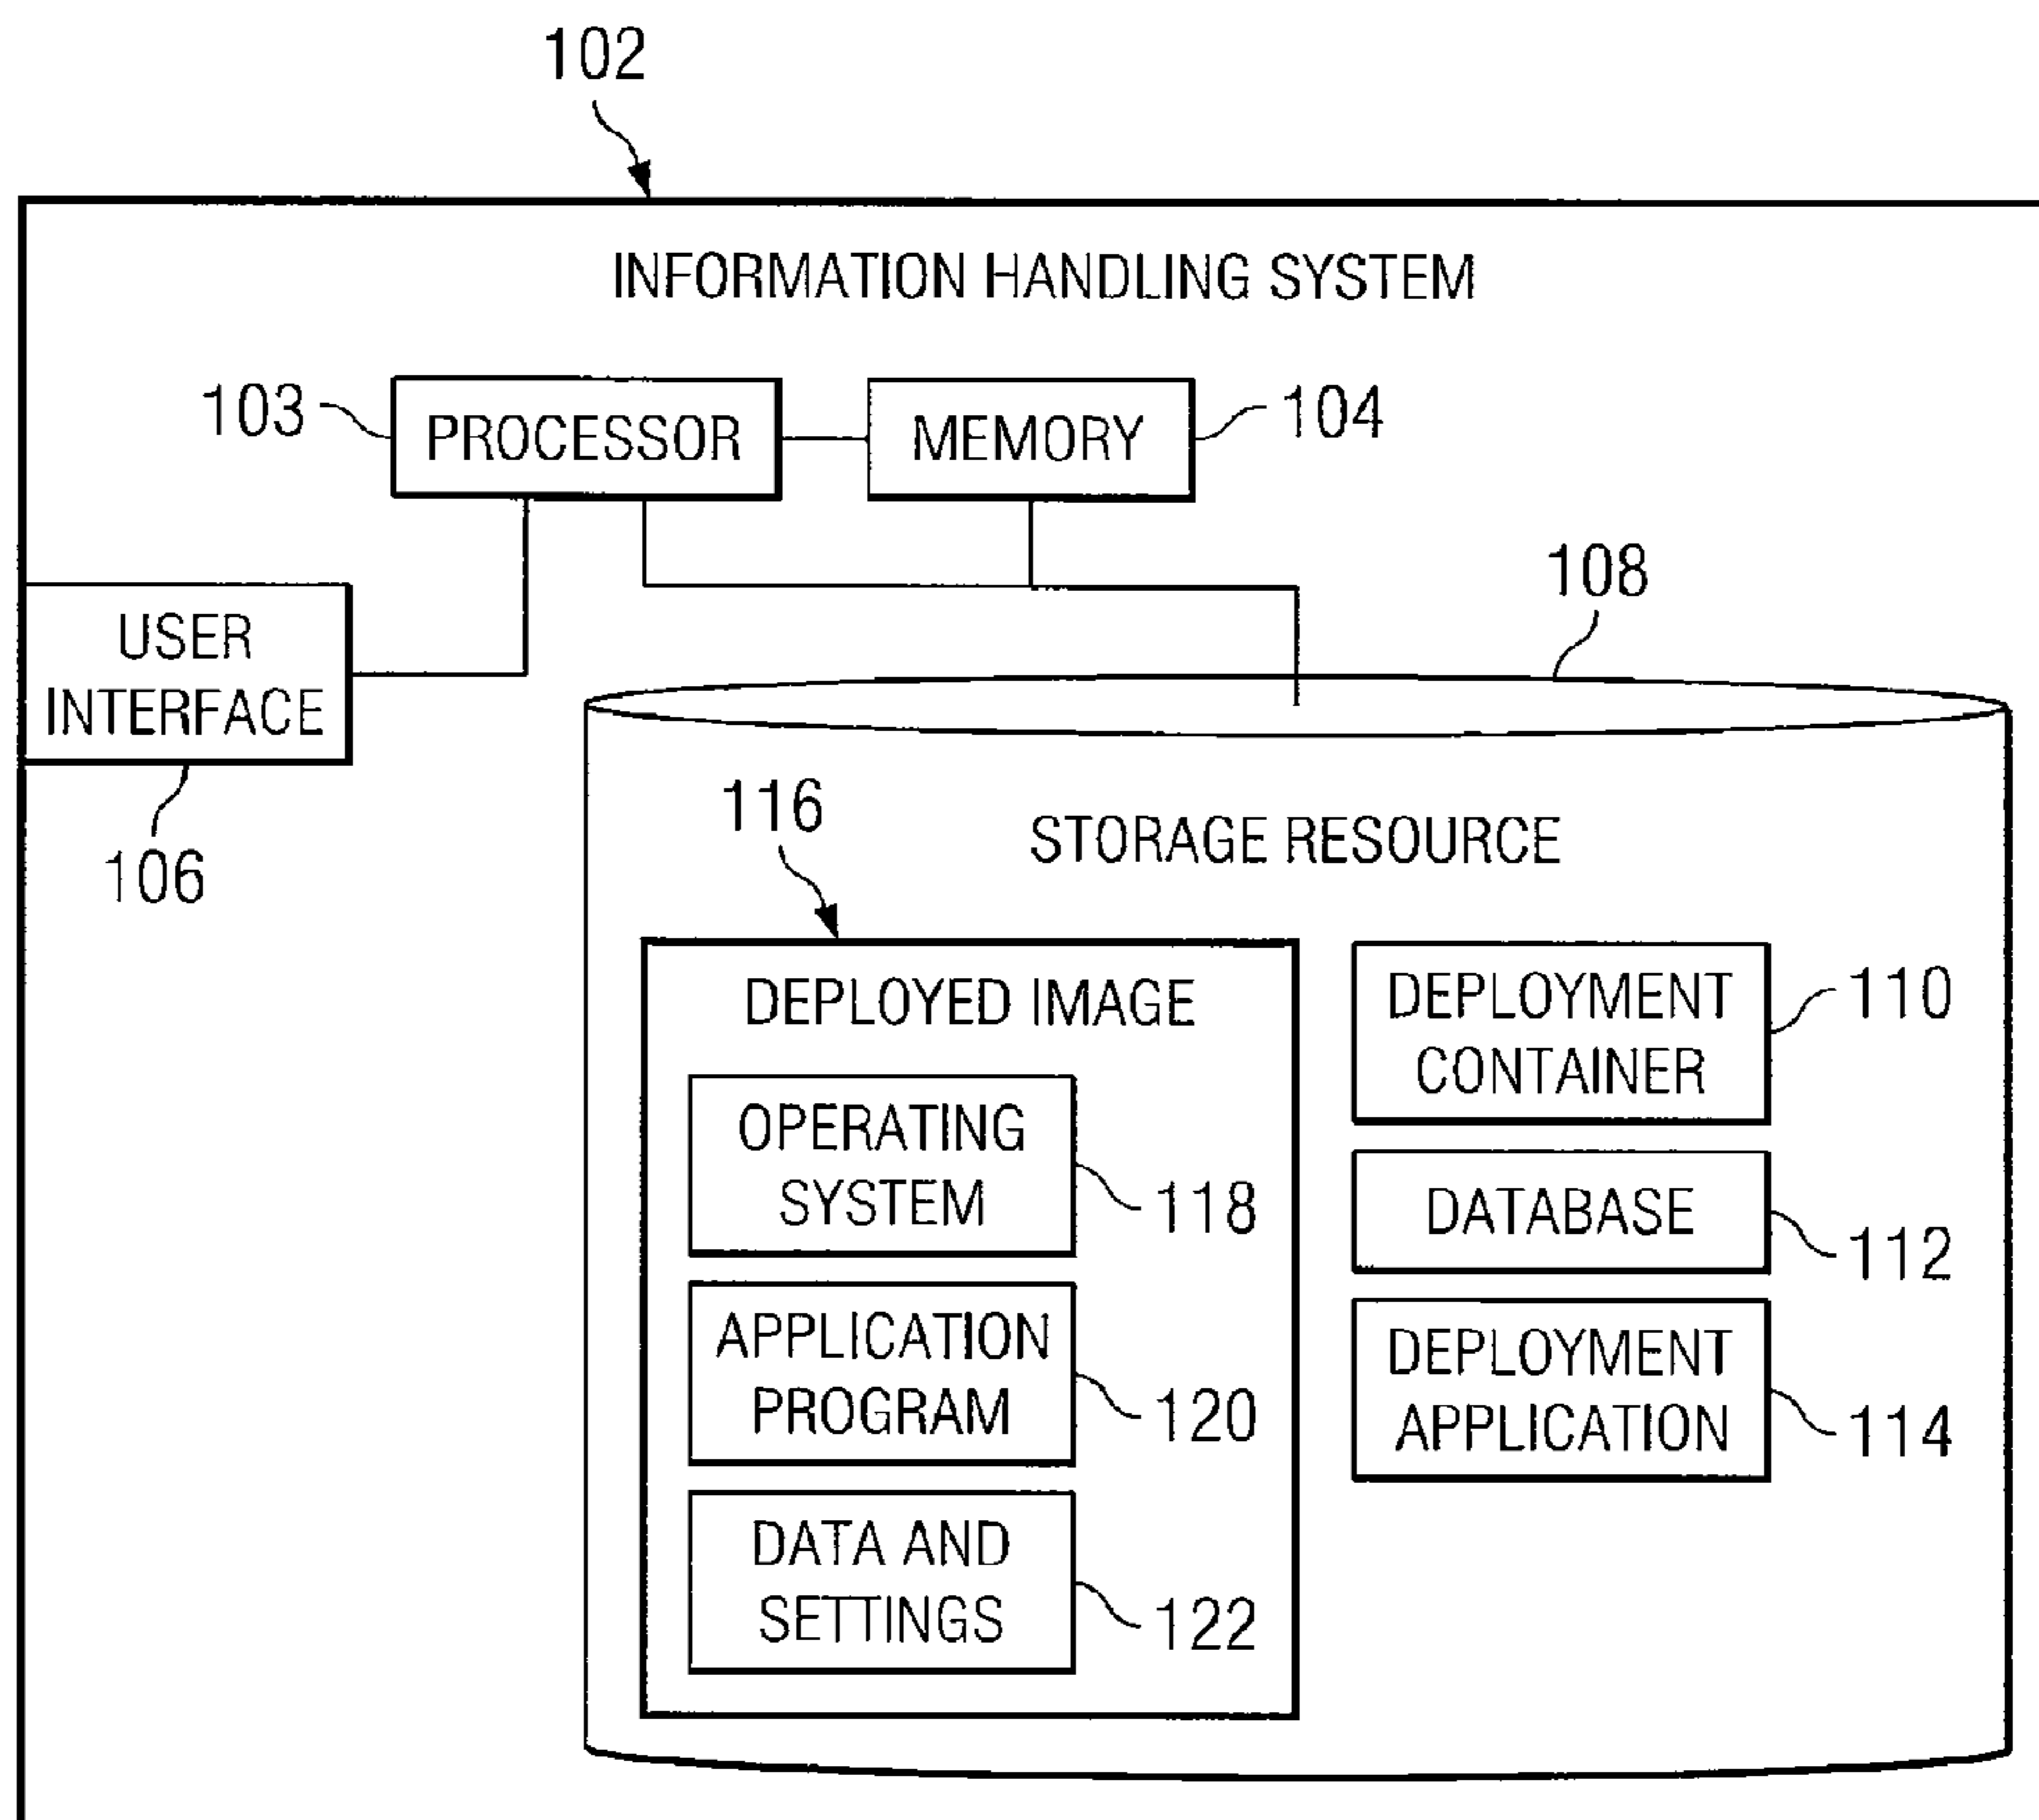 102
INFORMATION HANDLING SYSTEM
103
PROCESSOR
MEMORY
104
USER
INTERFACE
106
108
STORAGE RESOURCE
116
DEPLOYED IMAGE
OPERATING
SYSTEM
118
APPLICATION
PROGRAM
120
DATA AND
SETTINGS
122
DEPLOYMENT
CONTAINER
110
DATABASE
112
DEPLOYMENT
APPLICATION
114